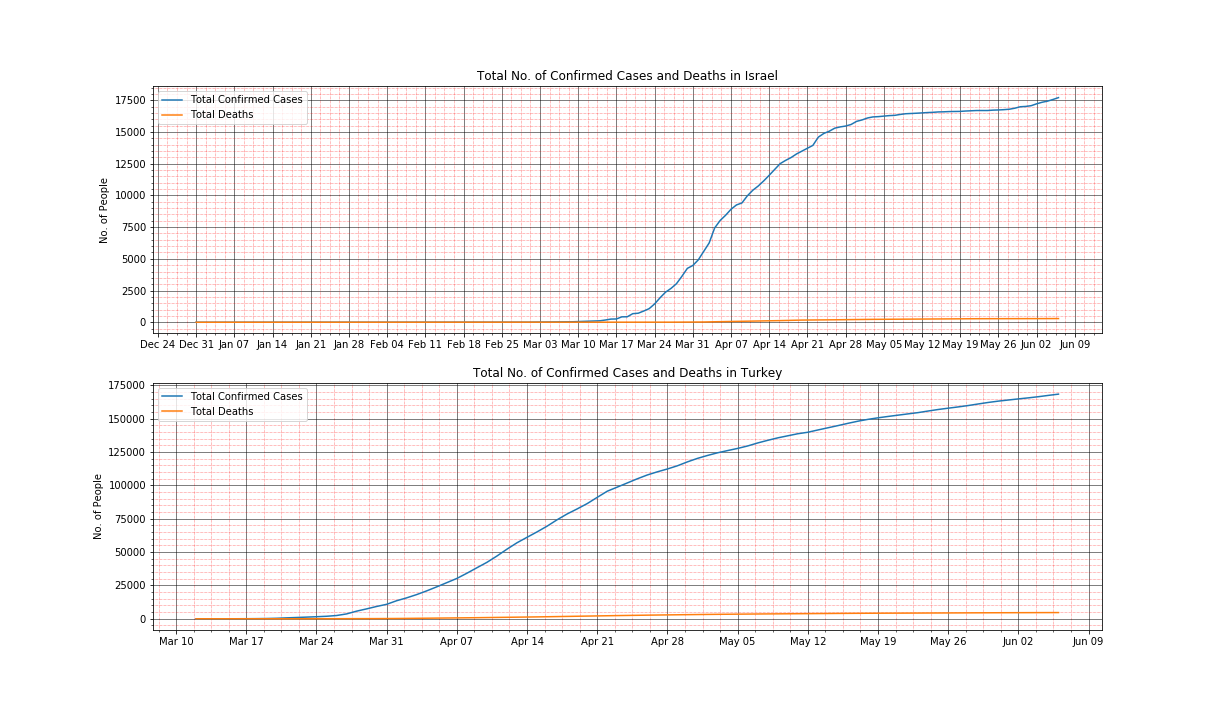 Total No. of Confirmed Cases and Deaths in Israel
Total Confirmed Cases
Total Deaths
No. of People
17500
15000
12500
10000
7500
5000
2500
0
Dec 24 Dec 31 Jan 07 Jan 14 Jan 21 Jan 28 Feb 04 Feb 11 Feb 18 Feb 25 Mar 03 Mar 10 Mar 17 Mar 24 Mar 31 Apr 07 Apr 14 Apr 21 Apr 28 May 05 May 12 May 19 May 26 Jun 02 Jun 09
Total No. of Confirmed Cases and Deaths in Turkey
Total Confirmed Cases
Total Deaths
No. of People
175000
150000
125000
100000
75000
50000
25000
0
Mar 10 Mar 17 Mar 24 Mar 31 Apr 07 Apr 14 Apr 21 Apr 28 May 05 May 12 May 19 May 26 Jun 02 Jun 09